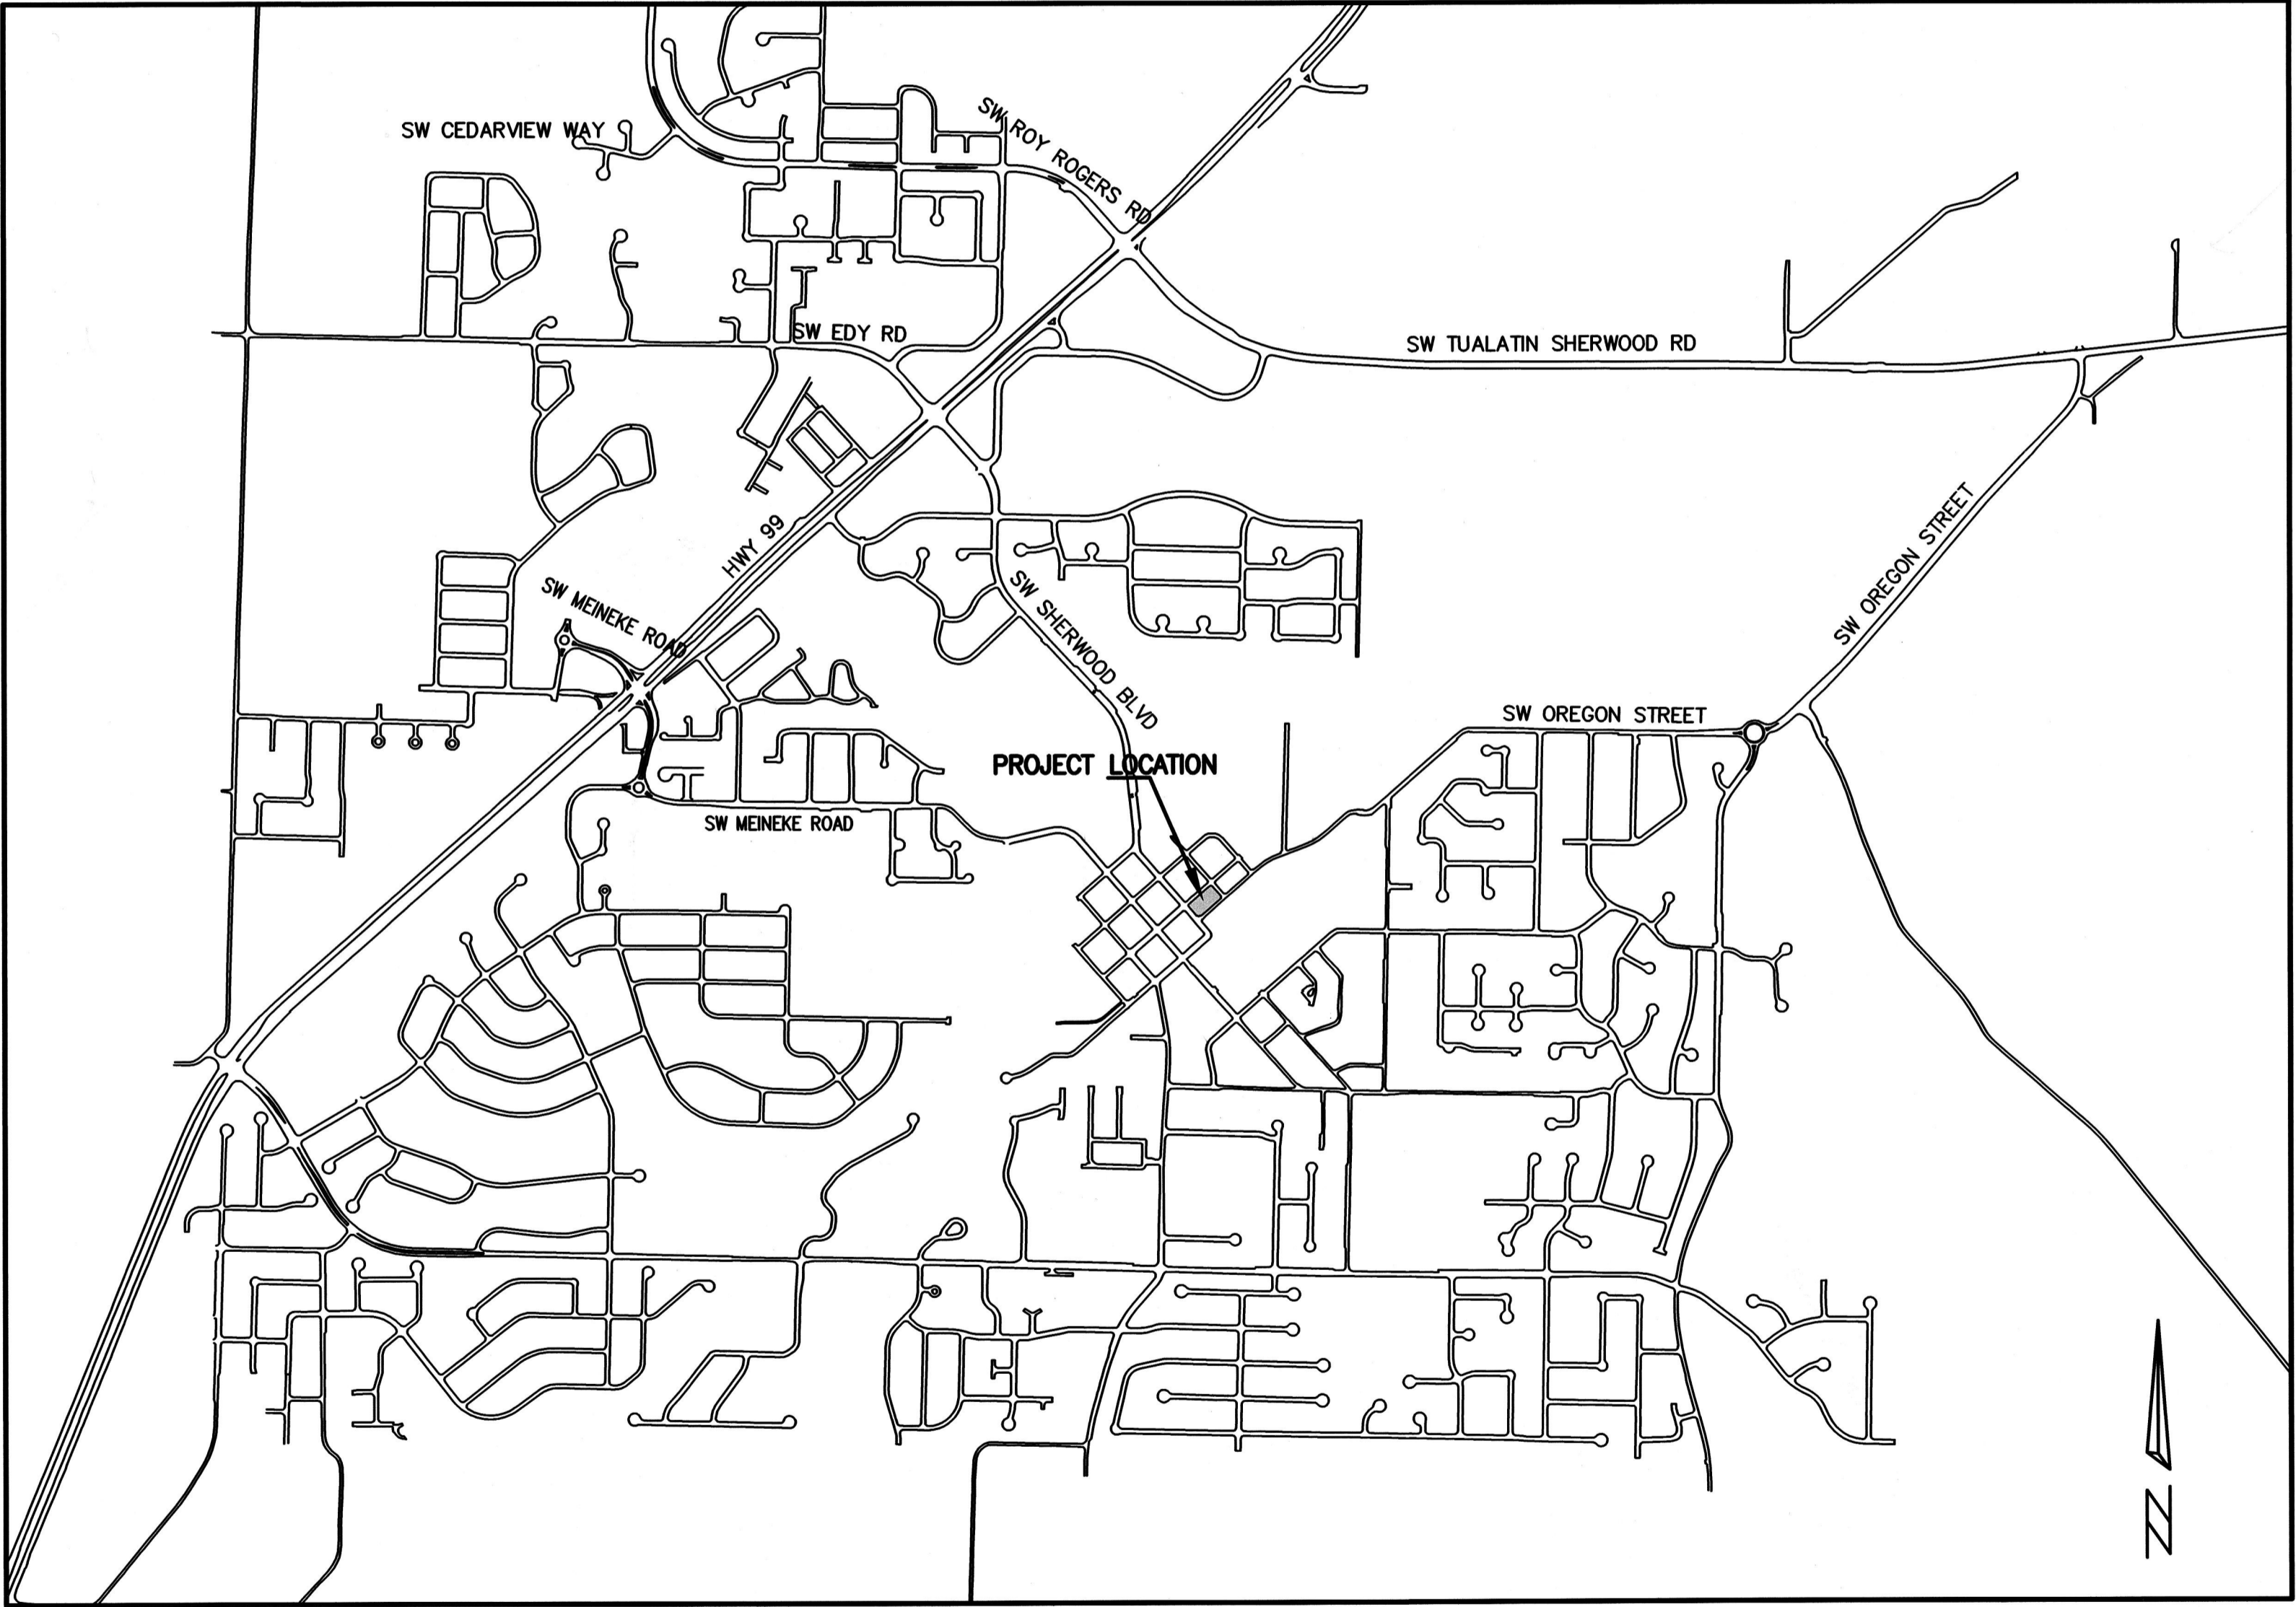 SW CEDARVIEW WAY
SW ROY ROGERS RD
SW EDY RD
SW TUALATIN SHERWOOD RD
HWY 99
SW OREGON STREET
SW MEINEKE ROAD
SW SHERWOOD BLVD
SW OREGON STREET
PROJECT LOCATION
SW MEINEKE ROAD
N